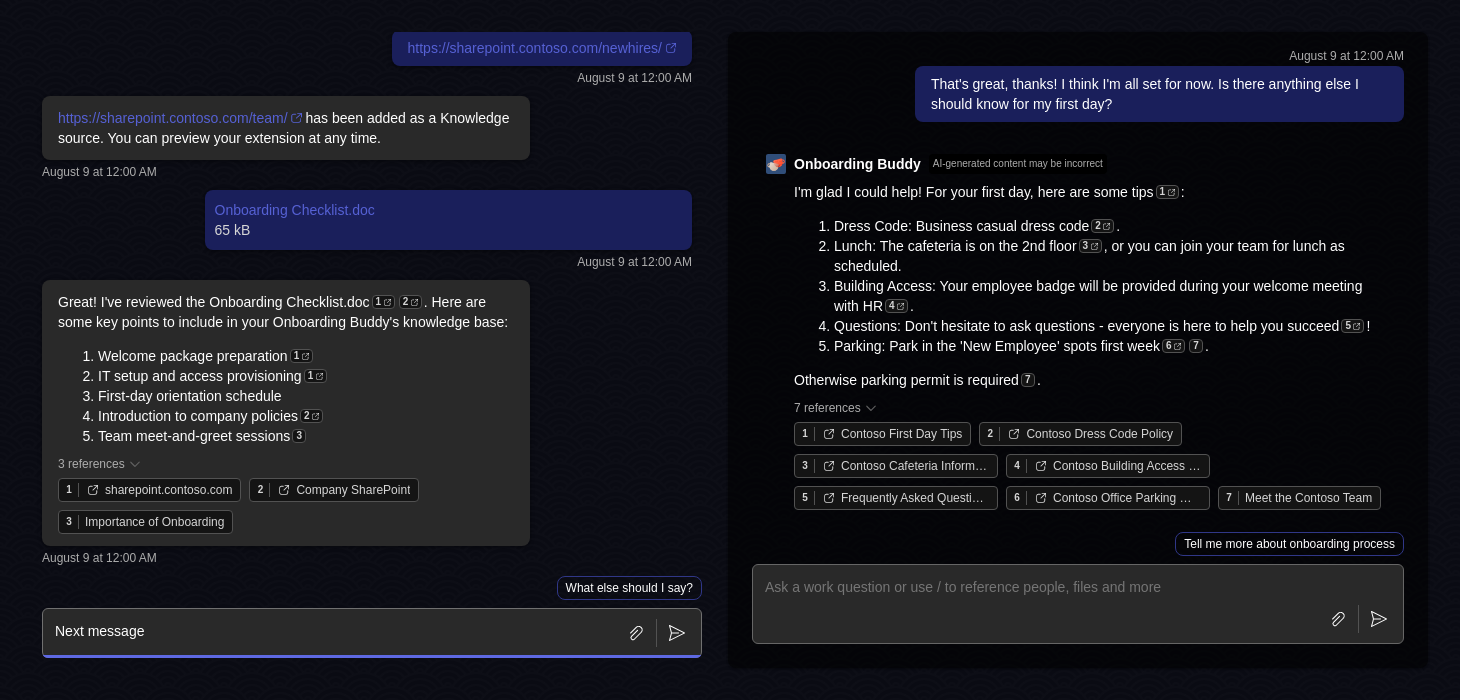 https://sharepoint.contoso.com/newhires/
August 9 at 12:00 AM
https://sharepoint.contoso.com/team/ has been added as a Knowledge
source. You can preview your extension at any time.
August 9 at 12:00 AM
Onboarding Checklist.doc
65 kB
August 9 at 12:00 AM
Great! I've reviewed the Onboarding Checklist.doc 1 2 . Here are
some key points to include in your Onboarding Buddy's knowledge base:
1. Welcome package preparation 1
2. IT setup and access provisioning 1
3. First-day orientation schedule
4. Introduction to company policies 2
5. Team meet-and-greet sessions 3
3 references
1 sharepoint.contoso.com 2 Company SharePoint
3 Importance of Onboarding
August 9 at 12:00 AM
What else should I say?
Next message
August 9 at 12:00 AM
That's great, thanks! I think I'm all set for now. Is there anything else I
should know for my first day?
Onboarding Buddy AI-generated content may be incorrect
I'm glad I could help! For your first day, here are some tips 1 :
1. Dress Code: Business casual dress code 2 .
2. Lunch: The cafeteria is on the 2nd floor 3 , or you can join your team for lunch as
scheduled.
3. Building Access: Your employee badge will be provided during your welcome meeting
with HR 4 .
4. Questions: Don't hesitate to ask questions - everyone is here to help you succeed 5 !
5. Parking: Park in the 'New Employee' spots first week 6 7 .
Otherwise parking permit is required 7 .
7 references
1 Contoso First Day Tips 2 Contoso Dress Code Policy
3 Contoso Cafeteria Inform… 4 Contoso Building Access …
5 Frequently Asked Questi… 6 Contoso Office Parking … 7 Meet the Contoso Team
Tell me more about onboarding process
Ask a work question or use / to reference people, files and more